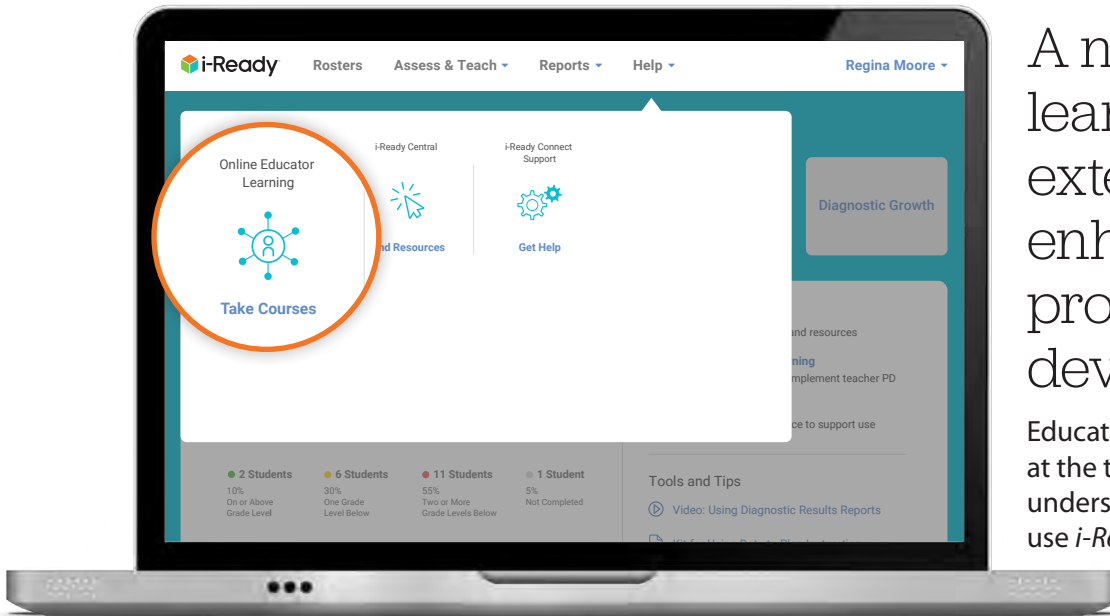 i-Ready Rosters Assess & Teach Reports Help Regina Moore
Online Educator
Learning
Take Courses
i-Ready Central
Resources
i-Ready Connect
Support
Get Help
Diagnostic Growth
and resources
mplement teacher PD
to support use
2 Students
10%
On or Above
Grade Level
6 Students
30%
One Grade
Level Below
11 Students
55%
Two or More
Grade Levels Below
1 Student
5%
Not Completed
Tools and Tips
Video: Using Diagnostic Results Reports
A n
lear
exte
enh
pro
dev
Educat
at the t
unders
use i-Re